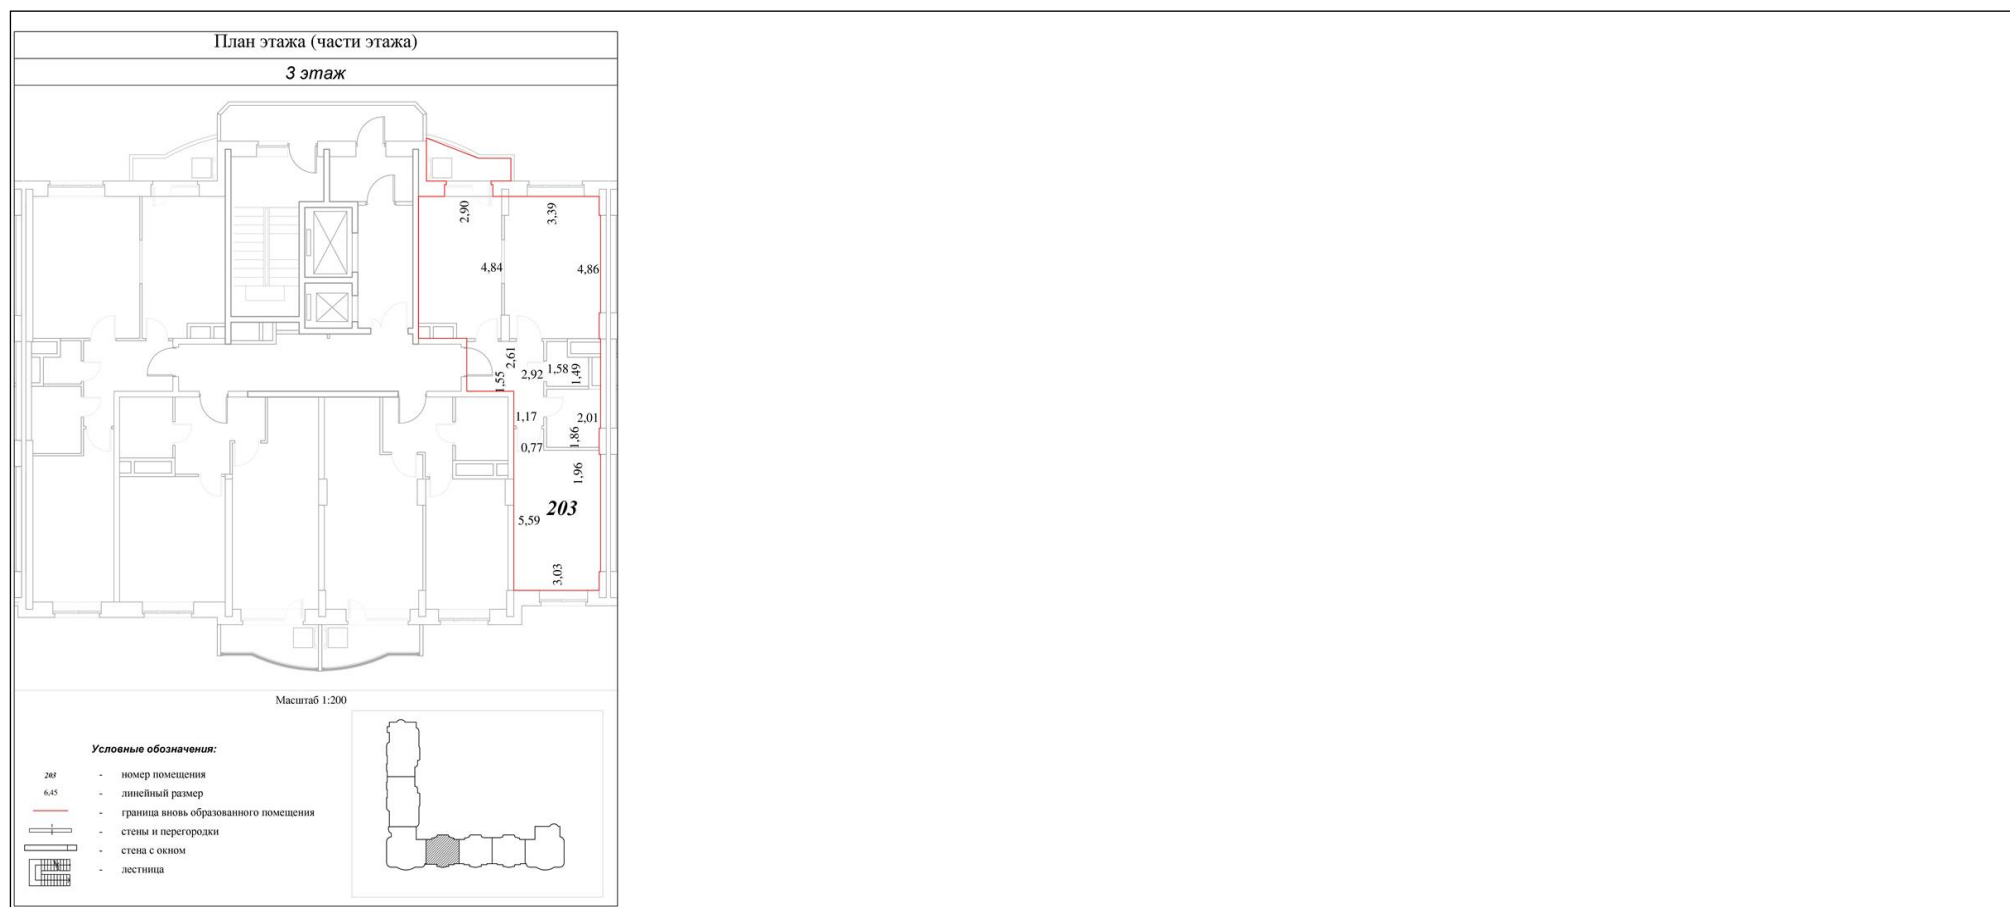 План этажа (части этажа)
3 этаж
2,90
3,39
4,84
4,86
2,61
1,55
2,92
1,58
1,49
1,17
2,01
1,86
0,77
1,96
203
5,59
3,03
Масштаб 1:200
Условные обозначения:
203 - номер помещения
6,45 - линейный размер
- граница вновь образованного помещения
- стены и перегородки
- стена с окном
- лестница